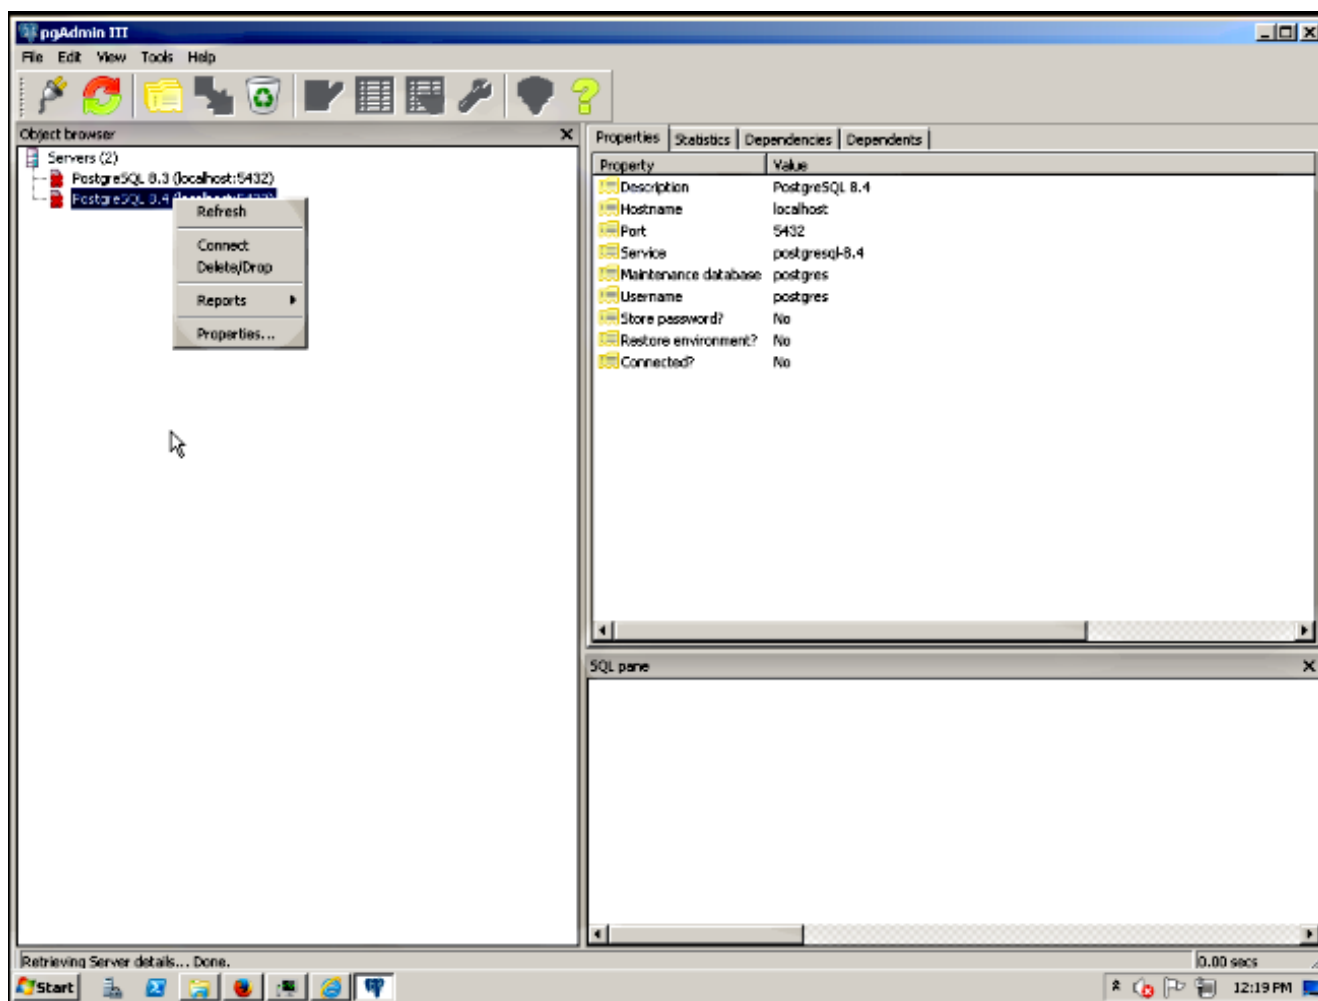 pgAdmin III
File Edit View Tools Help
Object browser
Servers (2)
PostgreSQL 8.3 (localhost:5432)
PostgreSQL 8.4 (localhost:5432)
Refresh
Connect
Delete/Drop
Reports
Properties...
Properties Statistics Dependencies Dependents
Property Value
Description PostgreSQL 8.4
Hostname localhost
Port 5432
Service postgresql-8.4
Maintenance database postgres
Username postgres
Store password? No
Restore environment? No
Connected? No
SQL pane
Retrieving Server details... Done.
0.00 secs
Start
12:19 PM